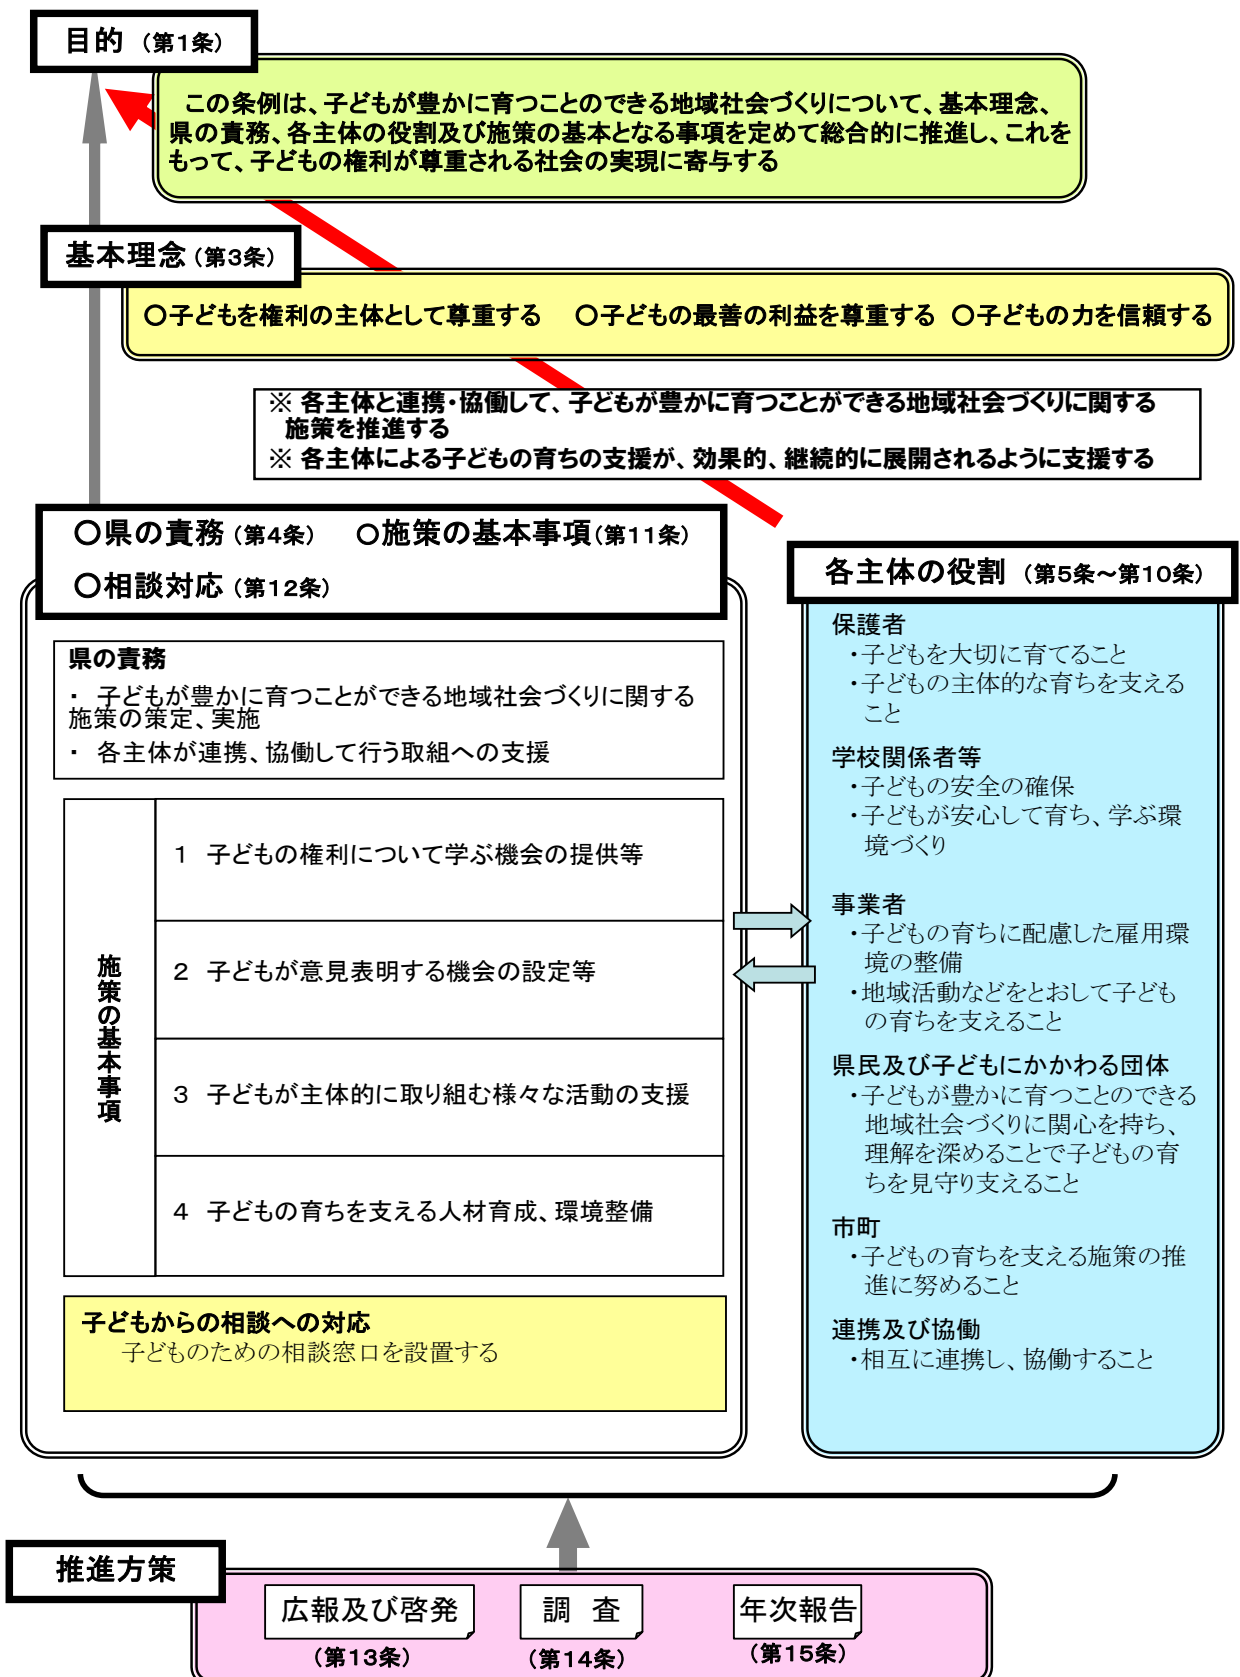 目的 （第1条）
この条例は、子どもが豊かに育つことのできる地域社会づくりについて、基本理念、
県の責務、各主体の役割及び施策の基本となる事項を定めて総合的に推進し、これを
もって、子どもの権利が尊重される社会の実現に寄与する
基本理念（第3条）
○子どもを権利の主体として尊重する　○子どもの最善の利益を尊重する ○子どもの力を信頼する
※ 各主体と連携・協働して、子どもが豊かに育つことができる地域社会づくりに関する
施策を推進する
※ 各主体による子どもの育ちの支援が、効果的、継続的に展開されるように支援する
○県の責務（第4条）　○施策の基本事項（第11条）
○相談対応（第12条）
県の責務
・ 子どもが豊かに育つことができる地域社会づくりに関する
施策の策定、実施
・ 各主体が連携、協働して行う取組への支援
施策の基本事項
1 子どもの権利について学ぶ機会の提供等
2 子どもが意見表明する機会の設定等
3 子どもが主体的に取り組む様々な活動の支援
4 子どもの育ちを支える人材育成、環境整備
子どもからの相談への対応
子どものための相談窓口を設置する
各主体の役割 （第5条～第10条）
保護者
・子どもを大切に育てること
・子どもの主体的な育ちを支える
こと
学校関係者等
・子どもの安全の確保
・子どもが安心して育ち、学ぶ環
境づくり
事業者
・子どもの育ちに配慮した雇用環
境の整備
・地域活動などをとおして子ども
の育ちを支えること
県民及び子どもにかかわる団体
・子どもが豊かに育つことのできる
地域社会づくりに関心を持ち、
理解を深めることで子どもの育
ちを見守り支えること
市町
・子どもの育ちを支える施策の推
進に努めること
連携及び協働
・相互に連携し、協働すること
推進方策
広報及び啓発
（第13条）
調　査
（第14条）
年次報告
（第15条）